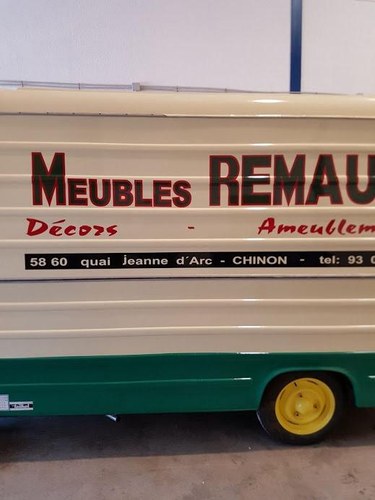 MEUBLES REMAU
Décors - Ameublem
58 60 quai jeanne d'Arc - CHINON - tel: 93 0